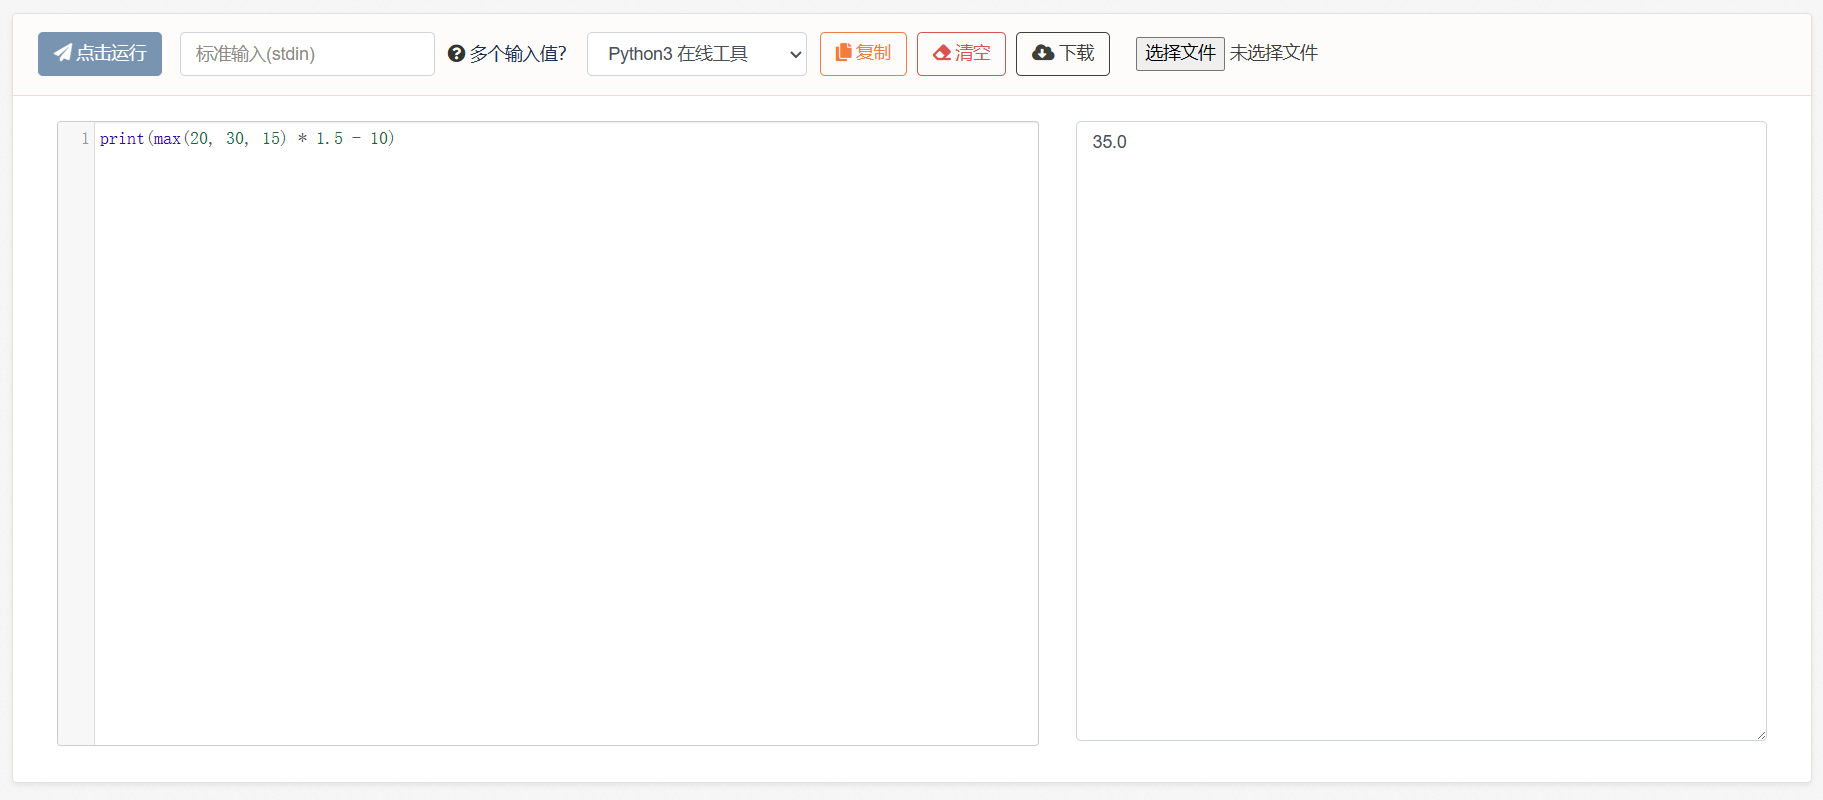 点击运行 标准输入(stdin) 多个输入值? Python3 在线工具 复制 清空 下载 选择文件 未选择文件
1 print(max(20, 30, 15) * 1.5 - 10)
35.0